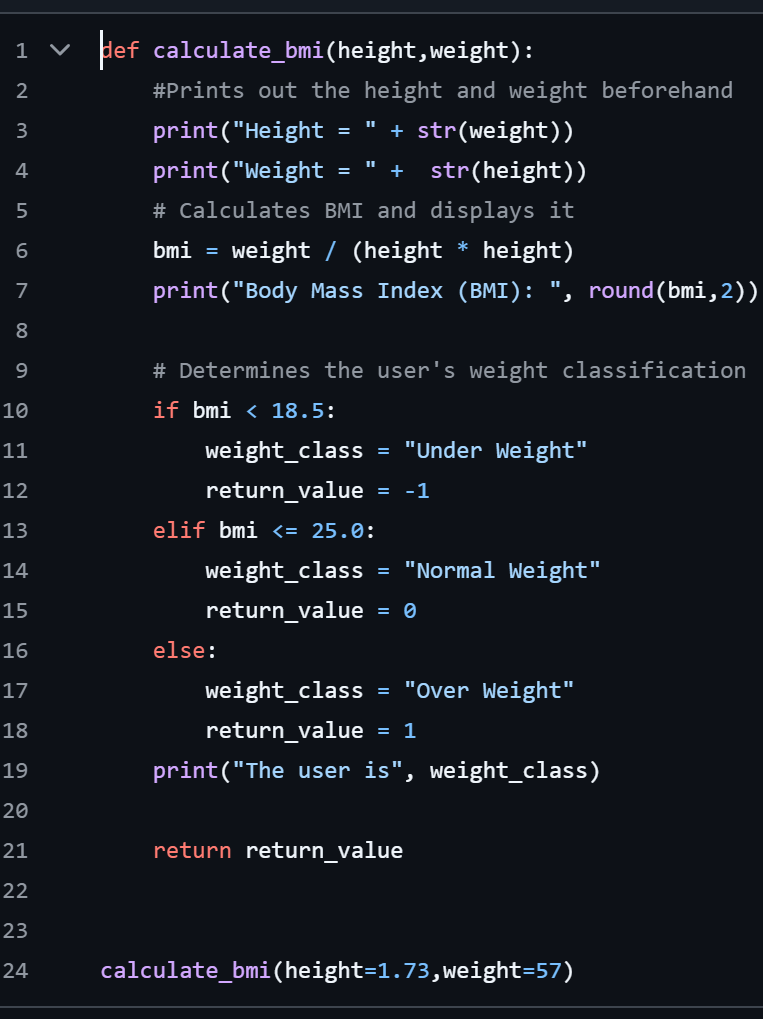 1 def calculate_bmi(height,weight):
2     #Prints out the height and weight beforehand
3     print("Height = " + str(weight))
4     print("Weight = " +  str(height))
5     # Calculates BMI and displays it
6     bmi = weight / (height * height)
7     print("Body Mass Index (BMI): ", round(bmi,2))
8
9     # Determines the user's weight classification
10     if bmi < 18.5:
11         weight_class = "Under Weight"
12         return_value = -1
13     elif bmi <= 25.0:
14         weight_class = "Normal Weight"
15         return_value = 0
16     else:
17         weight_class = "Over Weight"
18         return_value = 1
19     print("The user is", weight_class)
20
21     return return_value
22
23
24 calculate_bmi(height=1.73,weight=57)